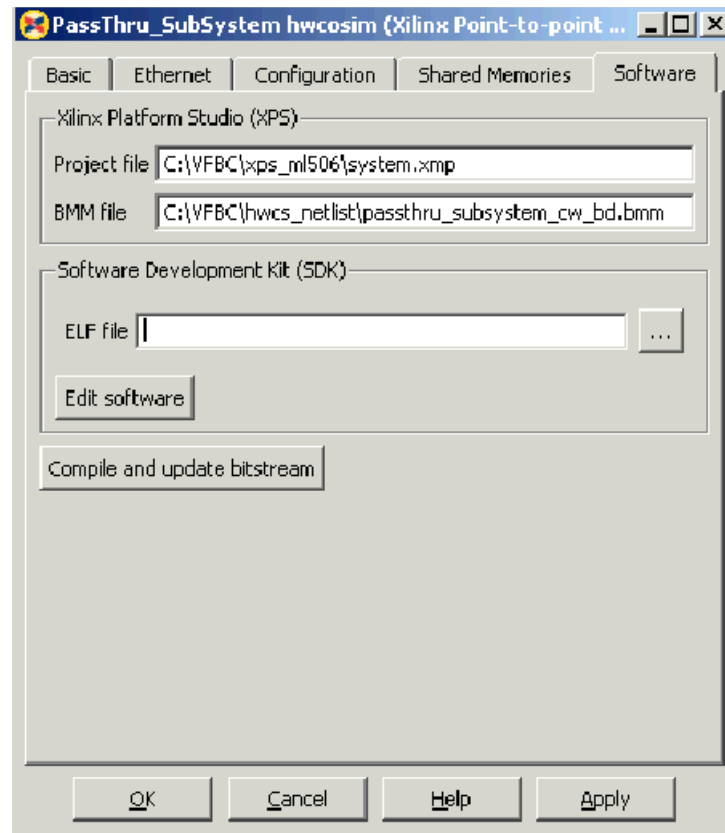 PassThru_SubSystem hwcosim (Xilinx Point-to-point ...
Basic Ethernet Configuration Shared Memories Software
Xilinx Platform Studio (XPS)
Project file C:\VFBC\xps_ml506\system.xmp
BMM file C:\VFBC\hwcs_netlist\passthru_subsystem_cw_bd.bmm
Software Development Kit (SDK)
ELF file ...
Edit software
Compile and update bitstream
OK Cancel Help Apply